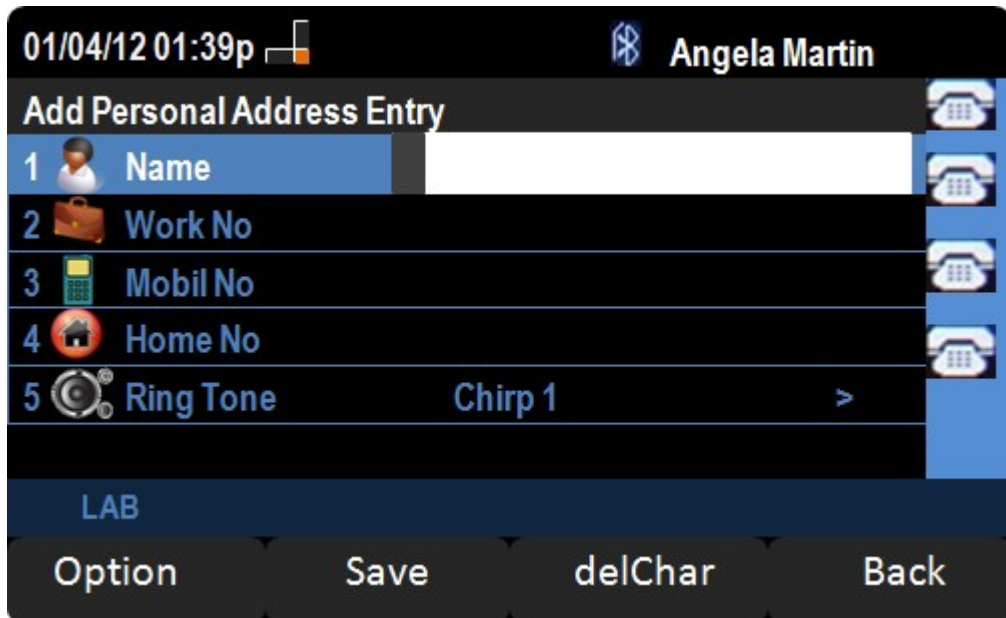 01/04/12 01:39p Angela Martin
Add Personal Address Entry
1 Name
2 Work No
3 Mobil No
4 Home No
5 Ring Tone Chirp 1 >
LAB
Option Save delChar Back